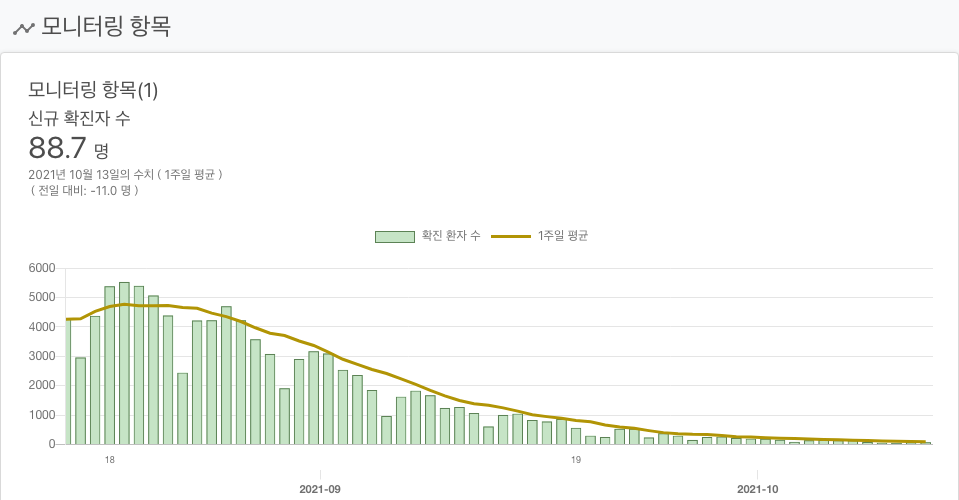 모니터링 항목
모니터링 항목(1)
신규 확진자 수
88.7 명
2021년 10월 13일의 수치 ( 1주일 평균 )
( 전일 대비: -11.0 명 )
확진 환자 수 1주일 평균
6000
5000
4000
3000
2000
1000
0
18 19
2021-09 2021-10